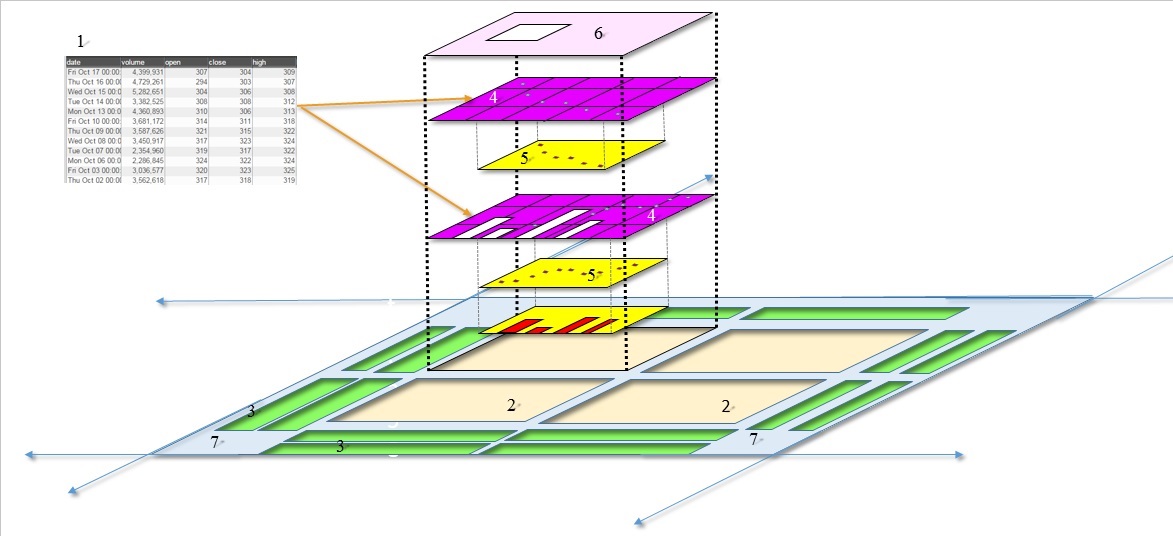 1
date volume open close high
Fri Oct 17 00:00: 4,399,931 307 304 309
Thu Oct 16 00:00 4,729,261 294 303 307
Wed Oct 15 00:0 5,282,651 304 306 308
Tue Oct 14 00:00 3,382,525 308 308 312
Mon Oct 13 00:0 4,360,893 310 306 313
Fri Oct 10 00:00: 3,681,172 314 311 318
Thu Oct 09 00:00 3,587,626 321 315 322
Wed Oct 08 00:0 3,450,917 317 323 324
Tue Oct 07 00:00 2,354,960 319 317 322
Mon Oct 06 00:0 2,286,845 324 322 324
Fri Oct 03 00:00: 3,036,577 320 323 325
Thu Oct 02 00:00 3,562,618 317 318 319
6
4
5
4
5
2
2
3
7
7
3